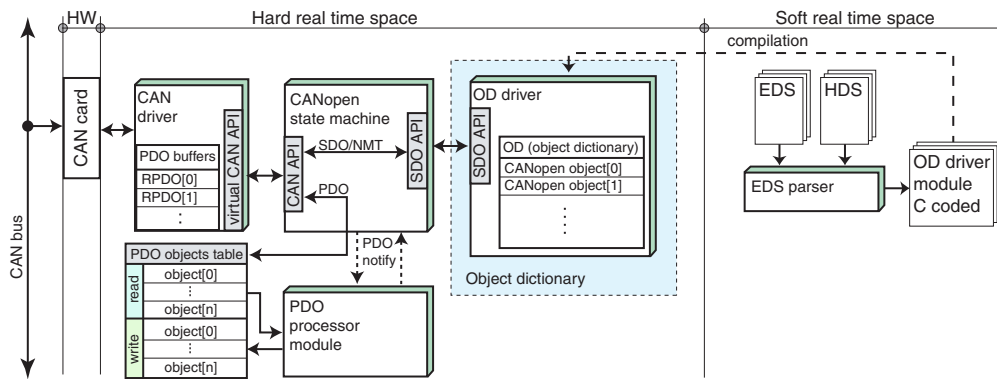 HW
Hard real time space
Soft real time space
compilation
CAN bus
CAN card
CAN
driver
PDO buffers
RPDO[0]
RPDO[1]
⋮
virtual CAN API
CANopen
state machine
CAN API
SDO/NMT
PDO
SDO API
OD driver
SDO API
OD (object dictionary)
CANopen object[0]
CANopen object[1]
⋮
Object dictionary
EDS
HDS
EDS parser
OD driver
module
C coded
PDO objects table
read
object[0]
⋮
object[n]
write
object[0]
⋮
object[n]
PDO
notify
PDO
processor
module